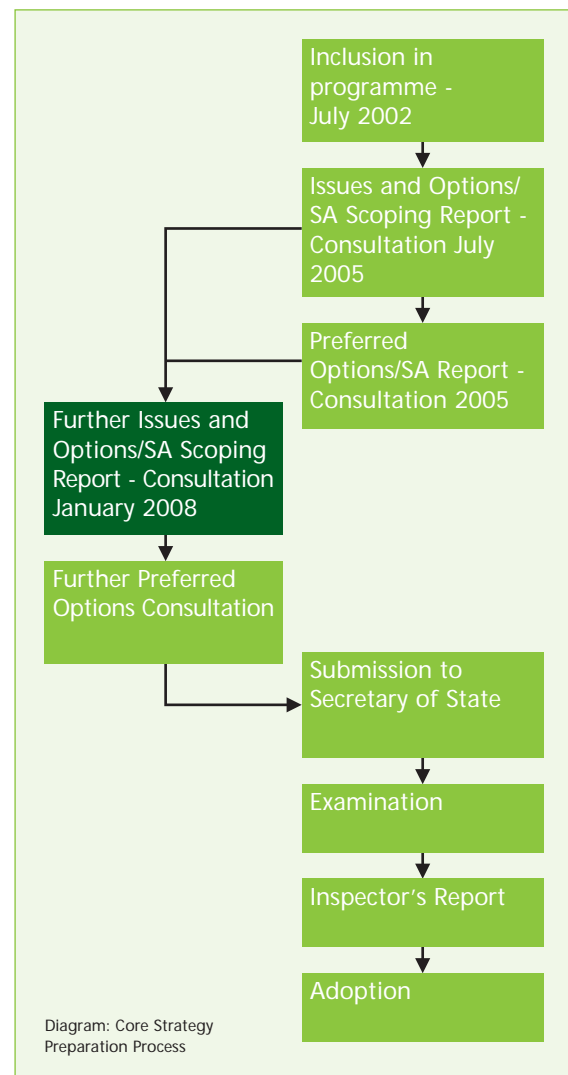 Inclusion in
programme -
July 2002
Issues and Options/
SA Scoping Report -
Consultation July
2005
Preferred
Options/SA Report -
Consultation 2005
Further Issues and
Options/SA Scoping
Report - Consultation
January 2008
Further Preferred
Options Consultation
Submission to
Secretary of State
Examination
Inspector's Report
Adoption
Diagram: Core Strategy
Preparation Process